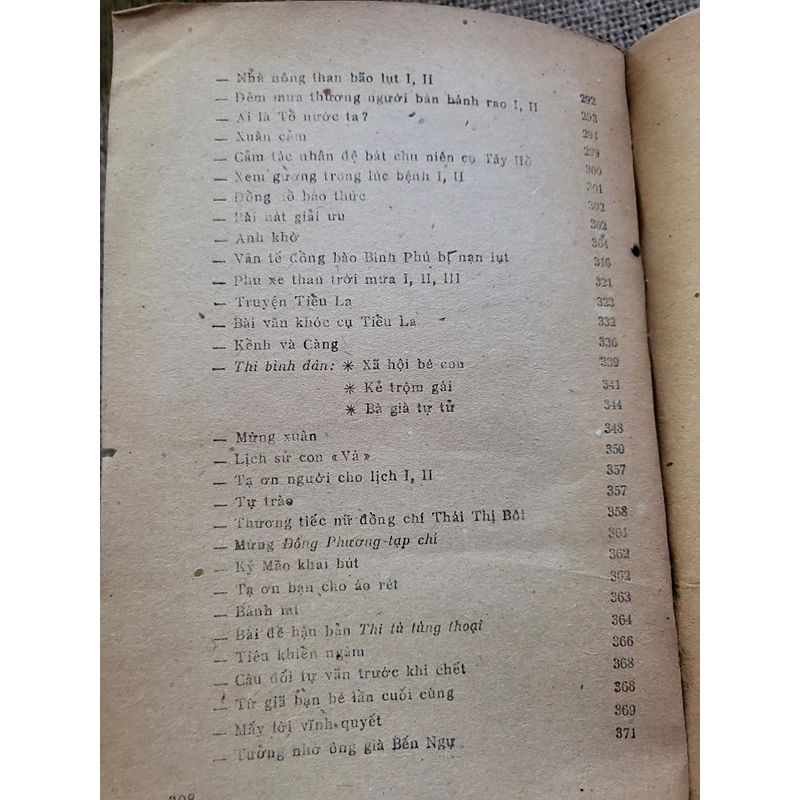 — Nhà nông than bão lụt I, II 292
— Đêm mưa thương người bán bánh rao I, II 293
— Ai là Tổ nước ta? 294
— Xuân cảm 299
— Cảm tác nhân đệ bát chu niên cụ Tây Hồ 300
— Xem gương trong lúc bệnh I, II 301
— Đồng hồ báo thức 302
— Bài hát giải ưu 302
— Anh khờ 304
— Văn tế đồng bào Bình Phú bị nạn lụt 316
— Phu xe than trời mưa I, II, III 321
— Truyện Tiểu La 323
— Bài văn khóc cụ Tiểu La 332
— Kềnh và Càng 336
— Thi bình dân: * Xã hội bé con 339
* Kẻ trộm gái 341
* Bà già tự tử 344
— Mừng xuân 348
— Lịch sử con «Vá» 350
— Tạ ơn người cho lịch I, II 357
— Tự trào 357
— Thương tiếc nữ đồng chí Thái Thị Bôi 358
— Mừng Đông Phương-tạp chí 361
— Kỷ Mão khai bút 362
— Tạ ơn bạn cho áo rét 362
— Bánh mì 363
— Bài đề hậu bản Thi tù tùng thoại 364
— Tiêu khiển ngâm 366
— Câu đối tự vãn trước khi chết 368
— Từ giã bạn bè lần cuối cùng 368
— Mấy lời vĩnh quyết 369
— Tưởng nhớ ông già Bến Ngự 371